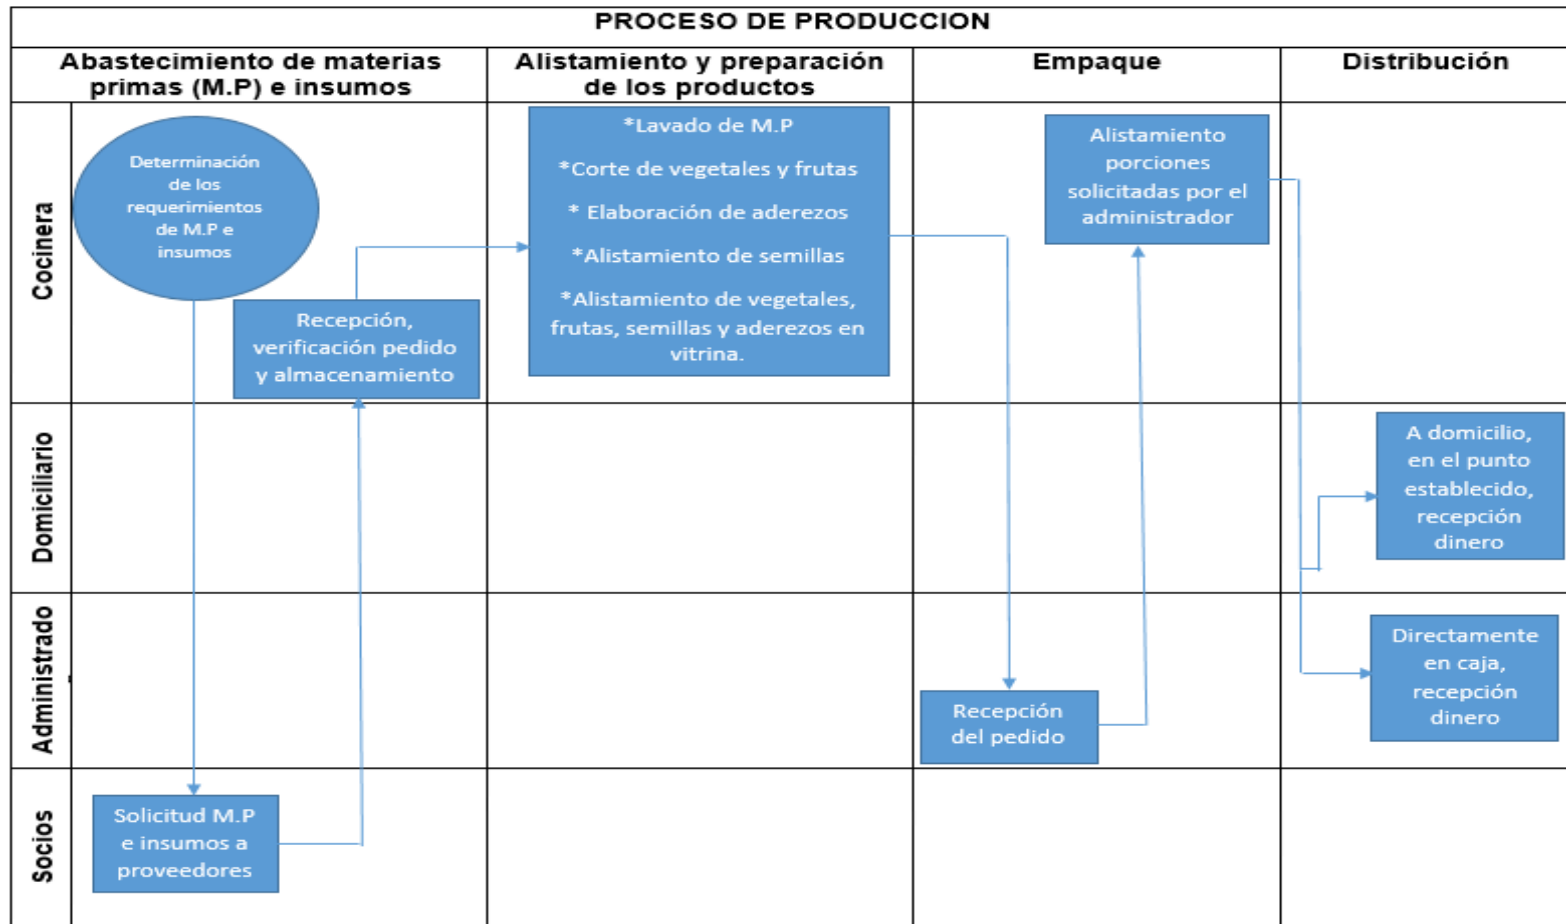 PROCESO DE PRODUCCION
Abastecimiento de materias
primas (M.P) e insumos
Alistamiento y preparación
de los productos
Empaque
Distribución
Cocinera
Determinación
de los
requerimientos
de M.P e
insumos
Recepción,
verificación pedido
y almacenamiento
*Lavado de M.P
*Corte de vegetales y frutas
* Elaboración de aderezos
*Alistamiento de semillas
*Alistamiento de vegetales,
frutas, semillas y aderezos en
vitrina.
Alistamiento
porciones
solicitadas por el
administrador
Domiciliario
A domicilio,
en el punto
establecido,
recepción
dinero
Administrado
Recepción
del pedido
Directamente
en caja,
recepción
dinero
Socios
Solicitud M.P
e insumos a
proveedores